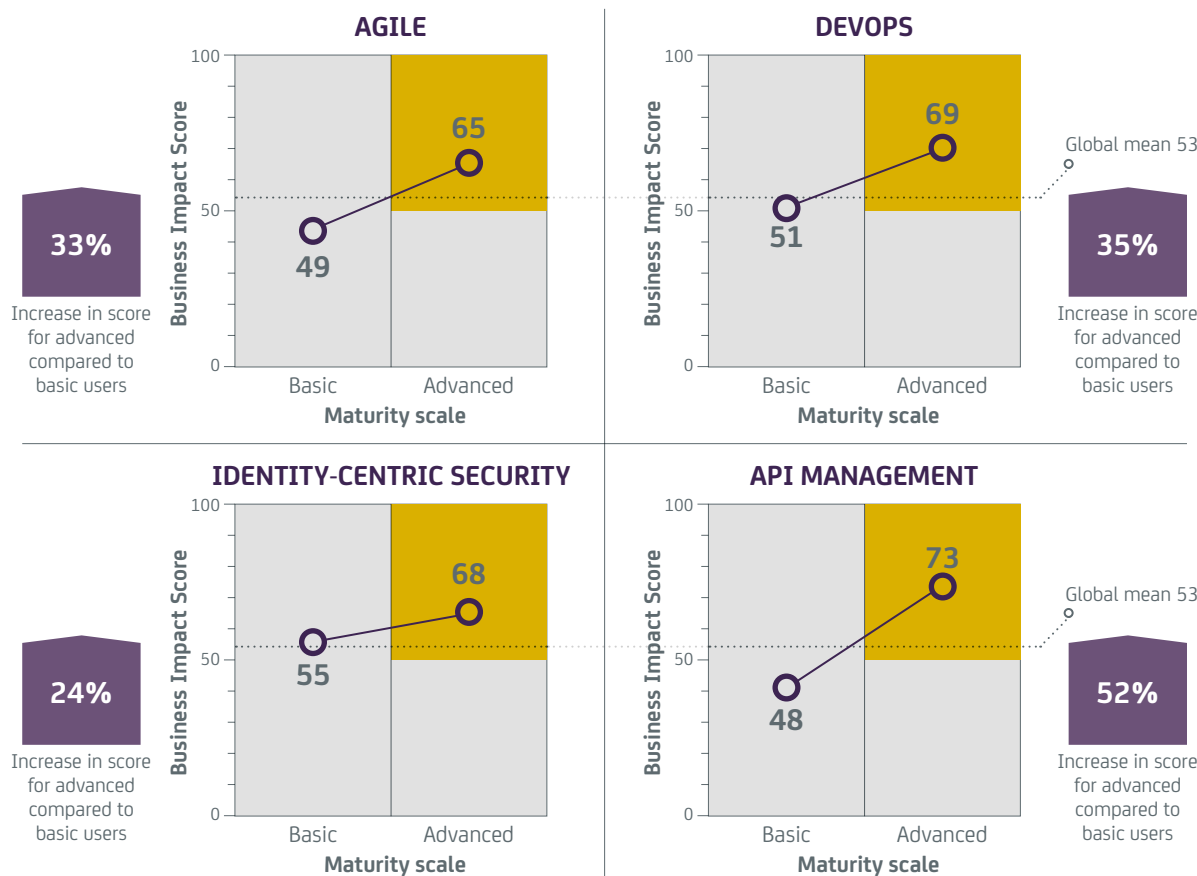 AGILE
100
50
0
Business Impact Score
65
49
Basic
Advanced
Maturity scale
33%
Increase in score
for advanced
compared to
basic users
DEVOPS
100
50
0
Business Impact Score
69
51
Basic
Advanced
Maturity scale
Global mean 53
35%
Increase in score
for advanced
compared to
basic users
IDENTITY-CENTRIC SECURITY
100
50
0
Business Impact Score
68
55
Basic
Advanced
Maturity scale
24%
Increase in score
for advanced
compared to
basic users
API MANAGEMENT
100
50
0
Business Impact Score
73
48
Basic
Advanced
Maturity scale
Global mean 53
52%
Increase in score
for advanced
compared to
basic users